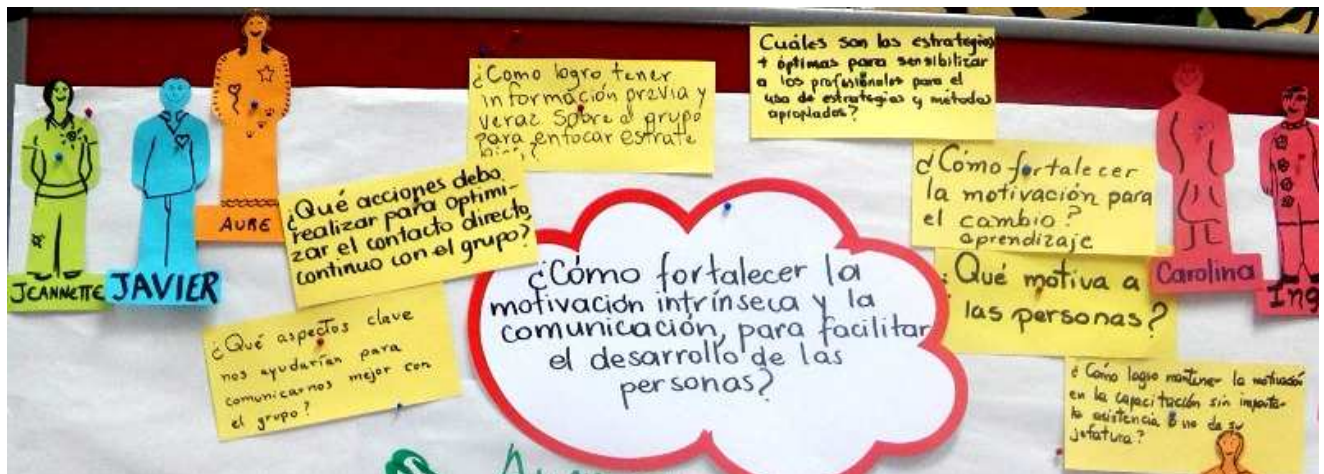 JEANNETTE
JAVIER
AURE
¿Como logro tener
información previa y
veraz sobre el grupo
para enfocar estrate
Cuáles son las estrategias
+ óptimas para sensibilizar
a los profesionales para el
uso de estrategias y métodos
apropiados?
¿Qué acciones debo
realizar para optimi-
zar el contacto directo
continuo con el grupo?
¿Cómo fortalecer
la motivación para
el cambio?
aprendizaje
¿Qué aspectos clave
nos ayudarían para
comunicarnos mejor con
el grupo?
¿Cómo fortalecer la
motivación intrínseca y la
comunicación, para facilitar
el desarrollo de las
personas?
¿Qué motiva a
las personas?
Carolina
Ing
¿Cómo logro mantener la motivación
en la capacitación sin importar
la asistencia o no de su
jefatura?